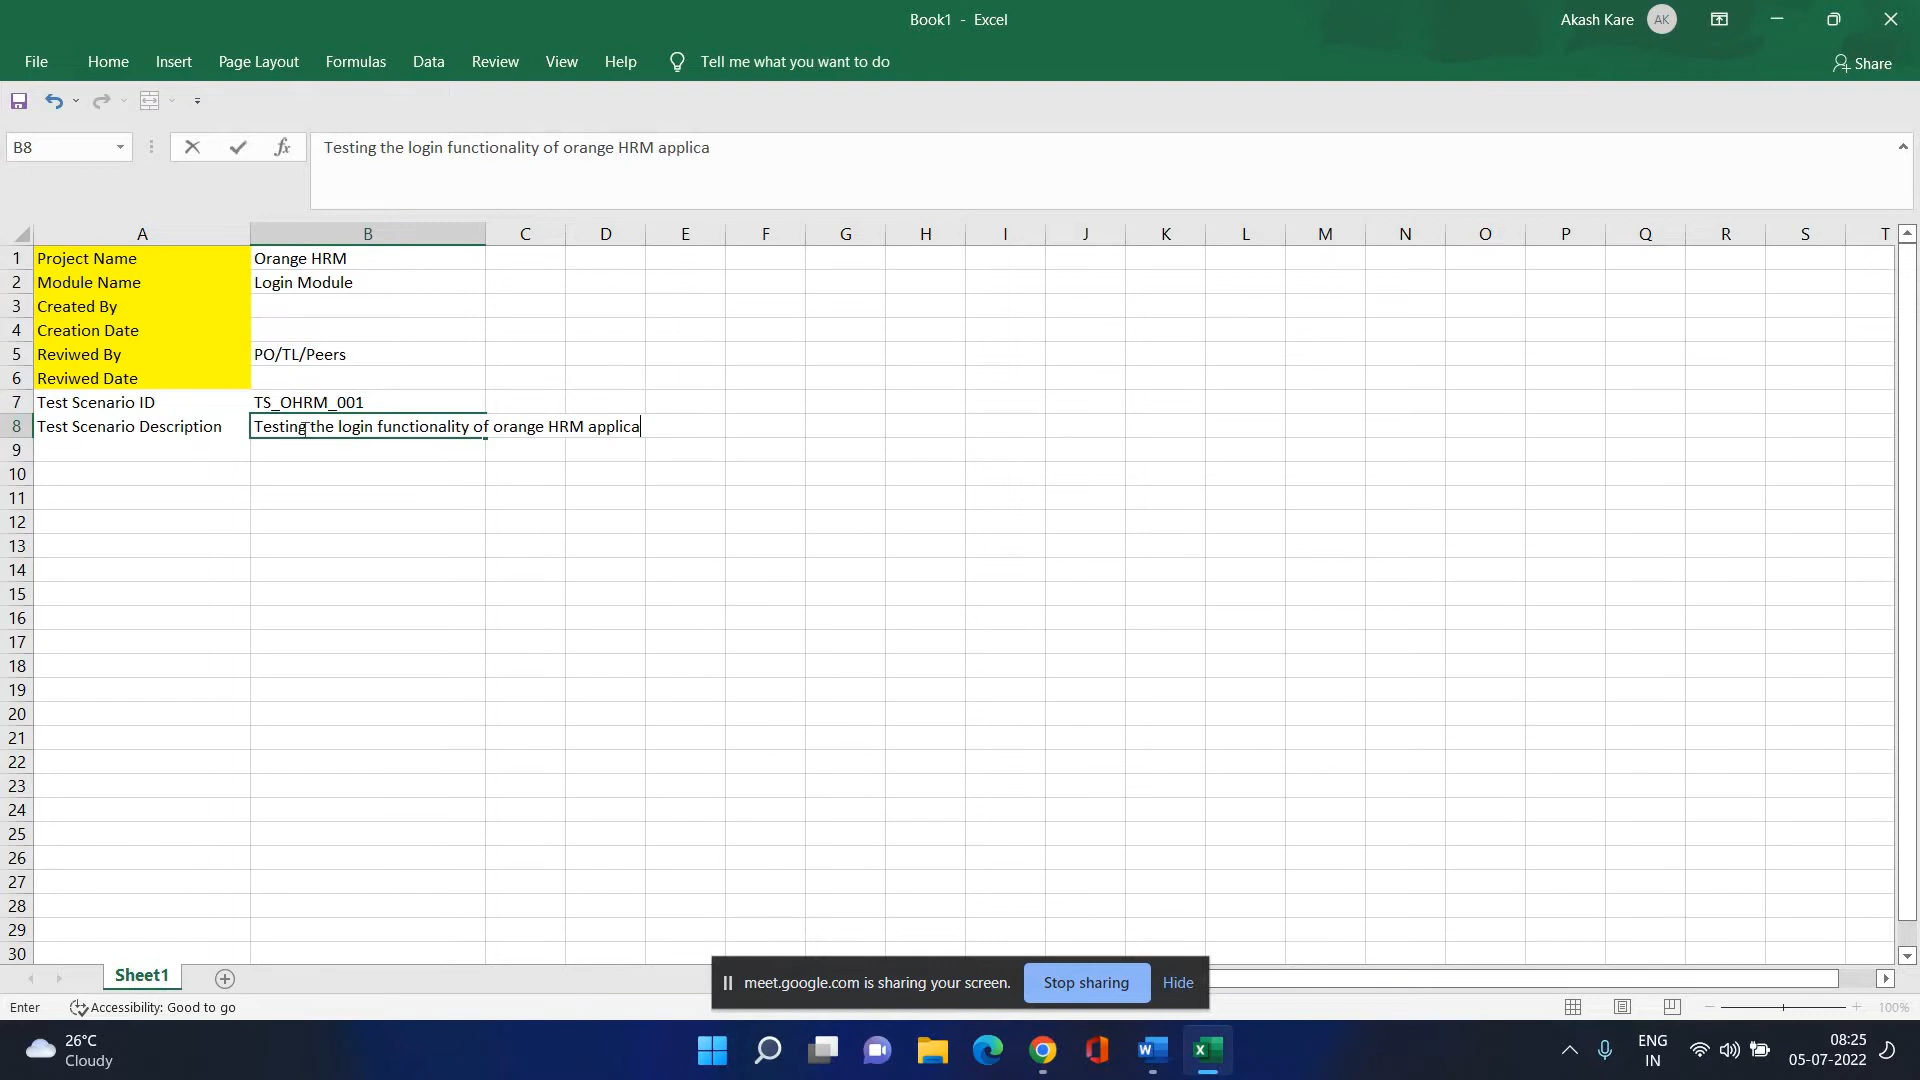 Book1 - Excel
Akash Kare AK
File Home Insert Page Layout Formulas Data Review View Help Tell me what you want to do Share
B8 fx Testing the login functionality of orange HRM applica
A B C D E F G H I J K L M N O P Q R S T
1 Project Name Orange HRM
2 Module Name Login Module
3 Created By
4 Creation Date
5 Reviwed By PO/TL/Peers
6 Reviwed Date
7 Test Scenario ID TS_OHRM_001
8 Test Scenario Description Testing the login functionality of orange HRM applica
9
10
11
12
13
14
15
16
17
18
19
20
21
22
23
24
25
26
27
28
29
30
Sheet1
meet.google.com is sharing your screen. Stop sharing Hide
Enter Accessibility: Good to go 100%
26°C
Cloudy
ENG
IN
08:25
05-07-2022